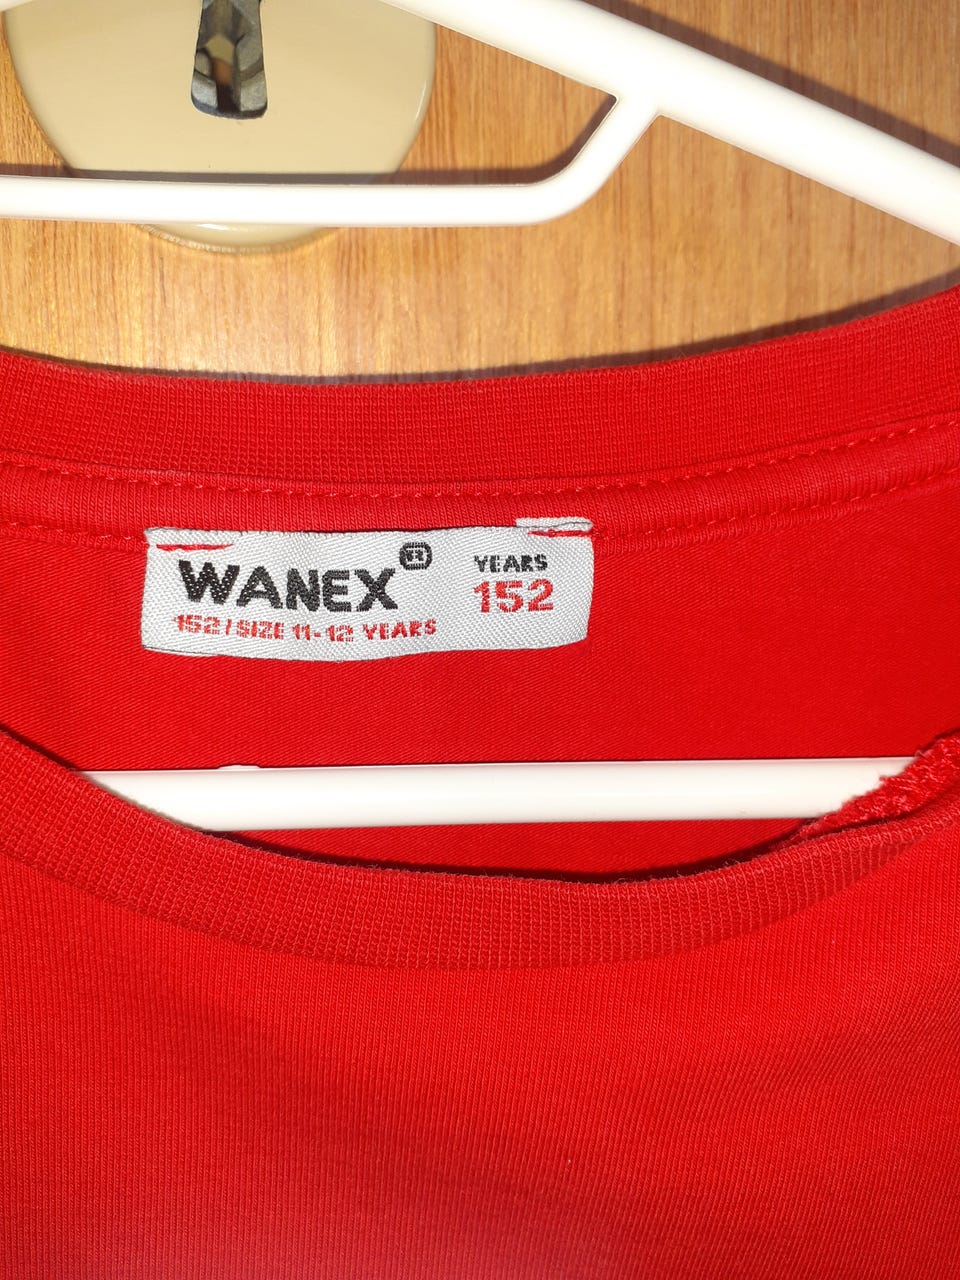 WANEX®
YEARS
152
152/SIZE 11-12 YEARS